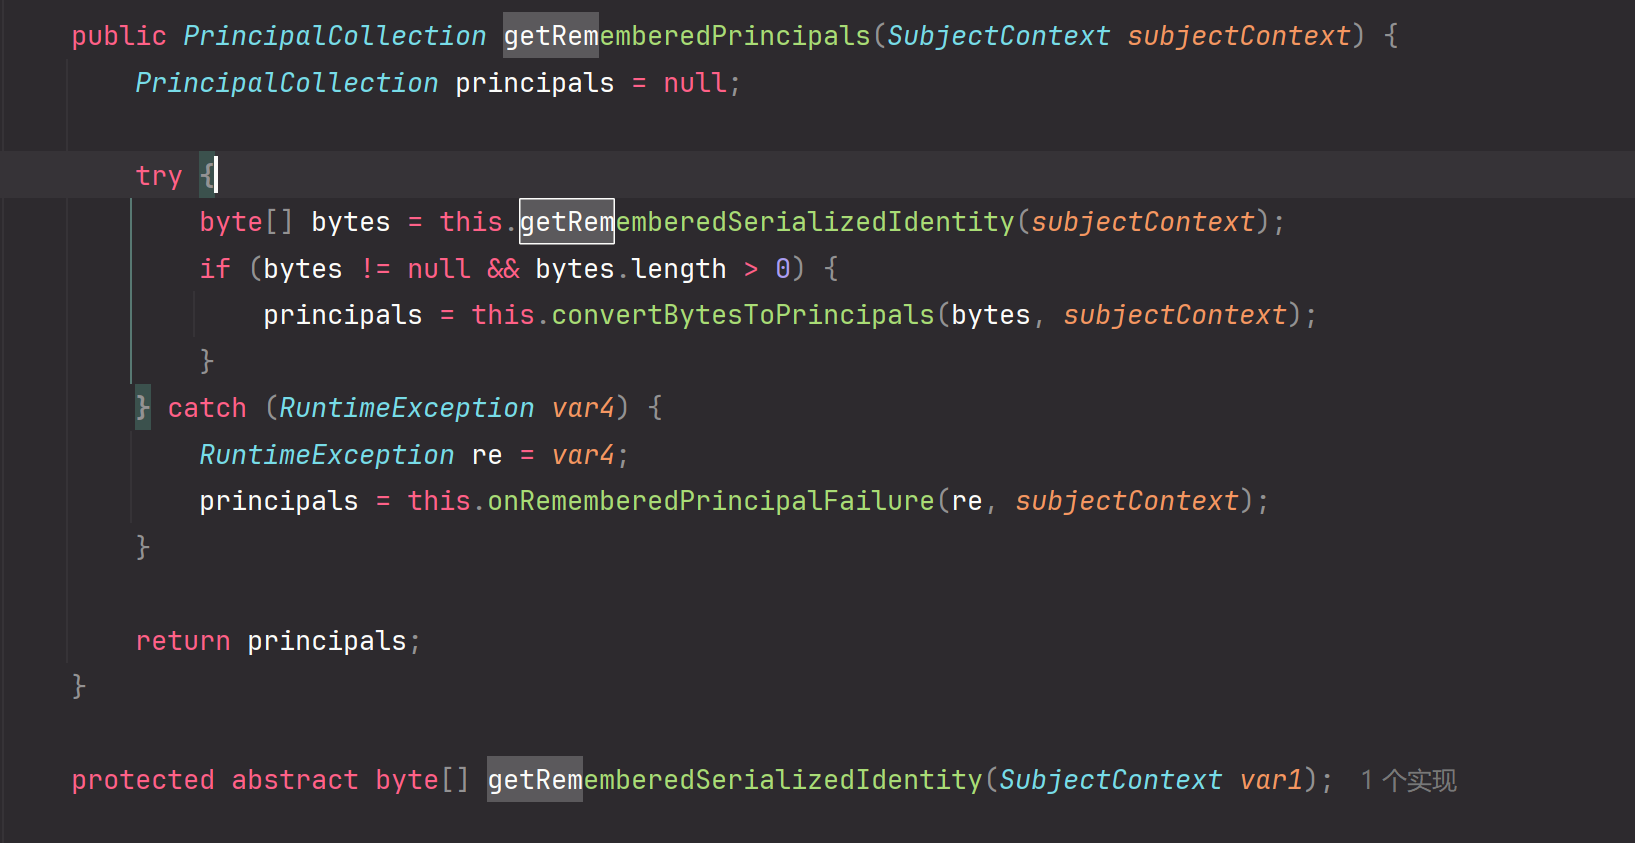 public PrincipalCollection getRememberedPrincipals(SubjectContext subjectContext) {
PrincipalCollection principals = null;
try {
byte[] bytes = this.getRememberedSerializedIdentity(subjectContext);
if (bytes != null && bytes.length > 0) {
principals = this.convertBytesToPrincipals(bytes, subjectContext);
}
} catch (RuntimeException var4) {
RuntimeException re = var4;
principals = this.onRememberedPrincipalFailure(re, subjectContext);
}
return principals;
}
protected abstract byte[] getRememberedSerializedIdentity(SubjectContext var1); 1 个实现